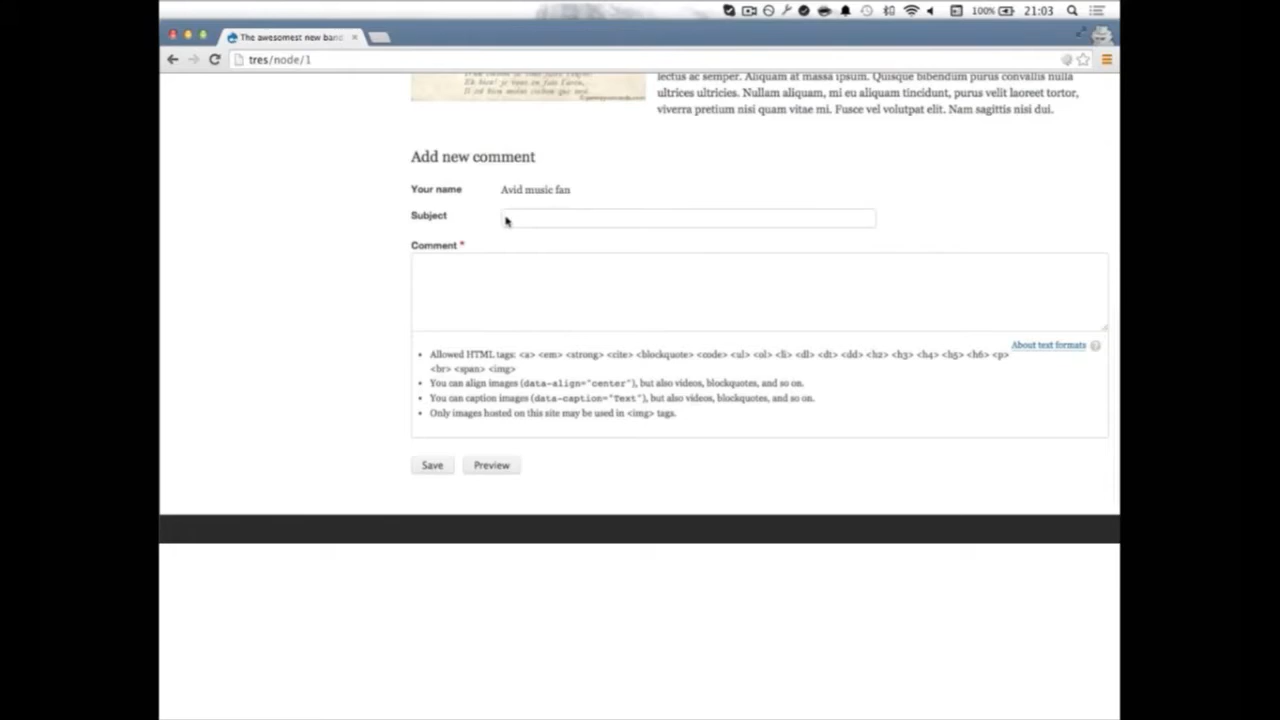 100% 21:03
The awesomest new band
tres/node/1
lectus ac semper. Aliquam at massa ipsum. Quisque bibendum purus convallis nulla
ultrices ultricies. Nullam aliquam, mi eu aliquam tincidunt, purus velit laoreet tortor,
viverra pretium nisi quam vitae mi. Fusce vel volutpat elit. Nam sagittis nisi dui.
Add new comment
Your name Avid music fan
Subject
Comment *
About text formats
Allowed HTML tags: <a> <em> <strong> <cite> <blockquote> <code> <ul> <ol> <li> <dl> <dt> <dd> <h2> <h3> <h4> <h5> <h6> <p>
<br> <span> <img>
You can align images (data-align="center"), but also videos, blockquotes, and so on.
You can caption images (data-caption="Text"), but also videos, blockquotes, and so on.
Only images hosted on this site may be used in <img> tags.
Save Preview